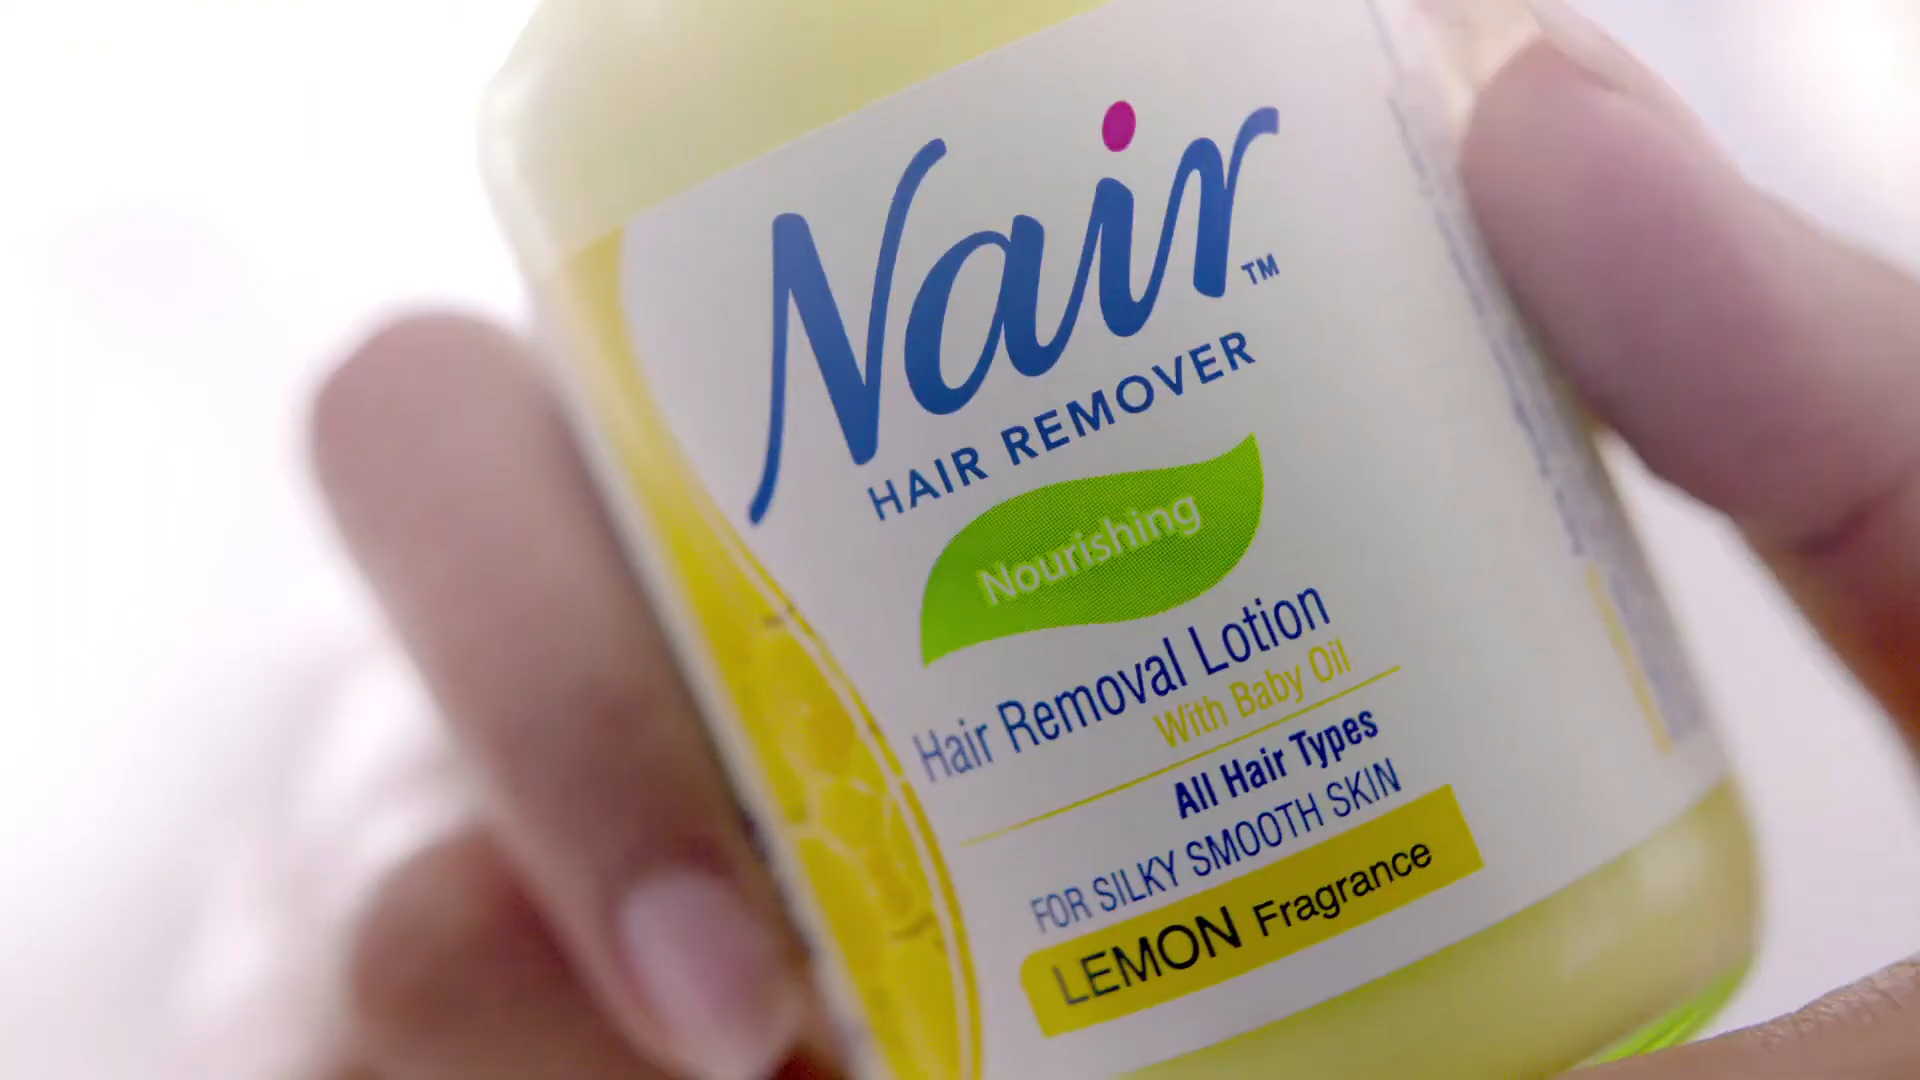 Nair™
HAIR REMOVER
Nourishing
Hair Removal Lotion
With Baby Oil
All Hair Types
FOR SILKY SMOOTH SKIN
LEMON Fragrance